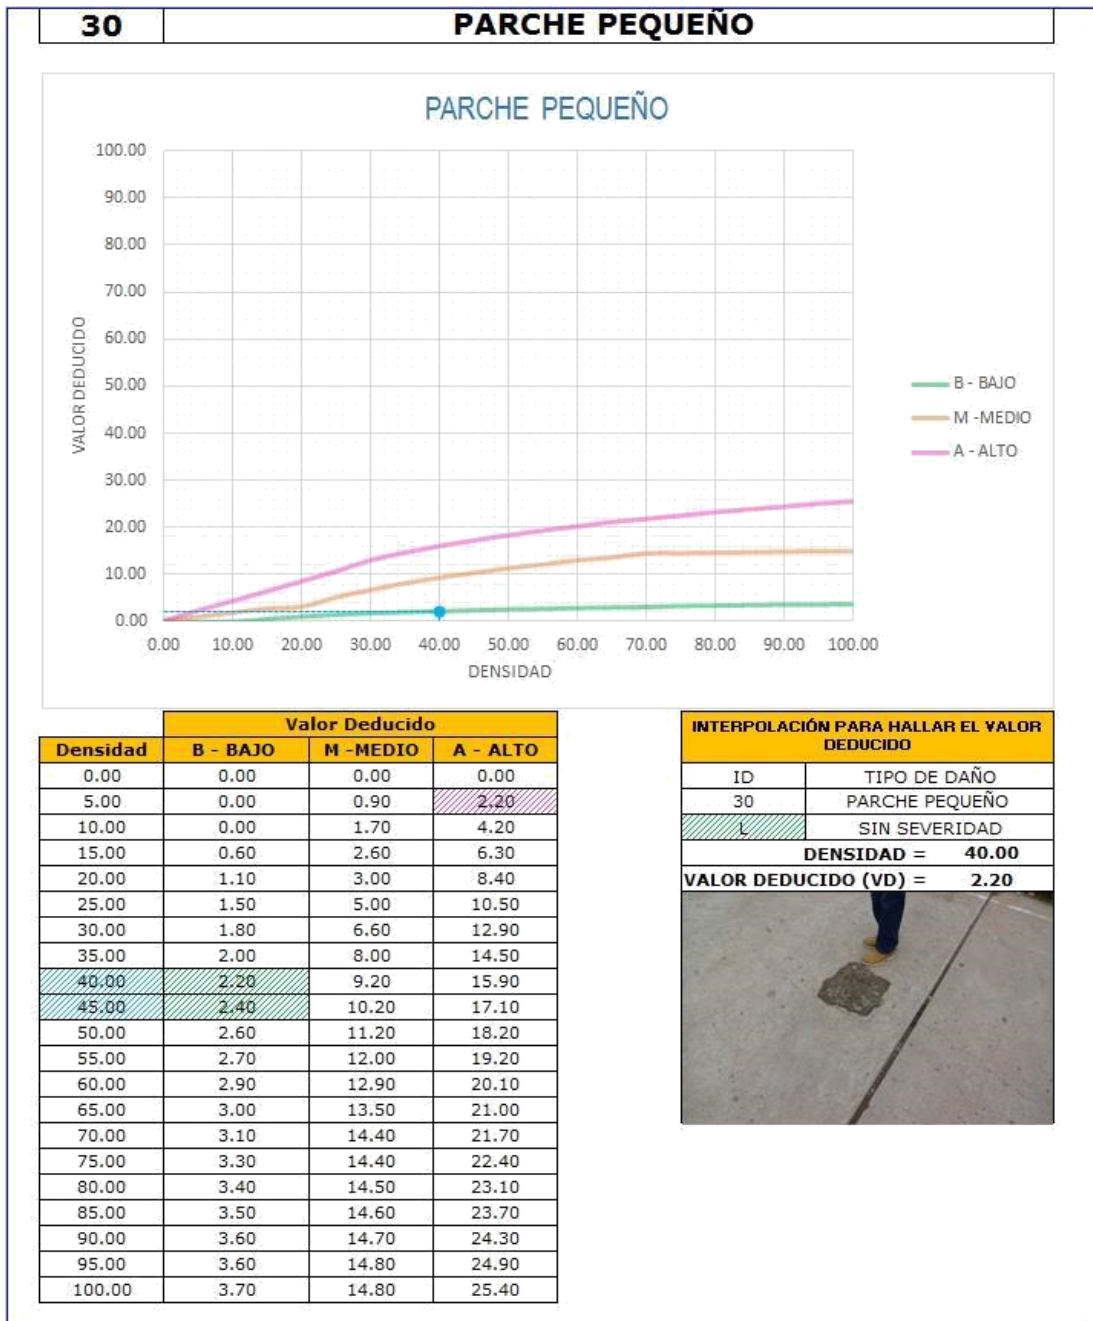 30 PARCHE PEQUEÑO
PARCHE PEQUEÑO
100.00
90.00
80.00
70.00
60.00
50.00
40.00
30.00
20.00
10.00
0.00
VALOR DEDUCIDO
0.00 10.00 20.00 30.00 40.00 50.00 60.00 70.00 80.00 90.00 100.00
DENSIDAD
B - BAJO
M -MEDIO
A - ALTO
Valor Deducido
Densidad B - BAJO M -MEDIO A - ALTO
0.00 0.00 0.00 0.00
5.00 0.00 0.90 2.20
10.00 0.00 1.70 4.20
15.00 0.60 2.60 6.30
20.00 1.10 3.00 8.40
25.00 1.50 5.00 10.50
30.00 1.80 6.60 12.90
35.00 2.00 8.00 14.50
40.00 2.20 9.20 15.90
45.00 2.40 10.20 17.10
50.00 2.60 11.20 18.20
55.00 2.70 12.00 19.20
60.00 2.90 12.90 20.10
65.00 3.00 13.50 21.00
70.00 3.10 14.40 21.70
75.00 3.30 14.40 22.40
80.00 3.40 14.50 23.10
85.00 3.50 14.60 23.70
90.00 3.60 14.70 24.30
95.00 3.60 14.80 24.90
100.00 3.70 14.80 25.40
INTERPOLACIÓN PARA HALLAR EL VALOR
DEDUCIDO
ID TIPO DE DAÑO
30 PARCHE PEQUEÑO
L SIN SEVERIDAD
DENSIDAD = 40.00
VALOR DEDUCIDO (VD) = 2.20